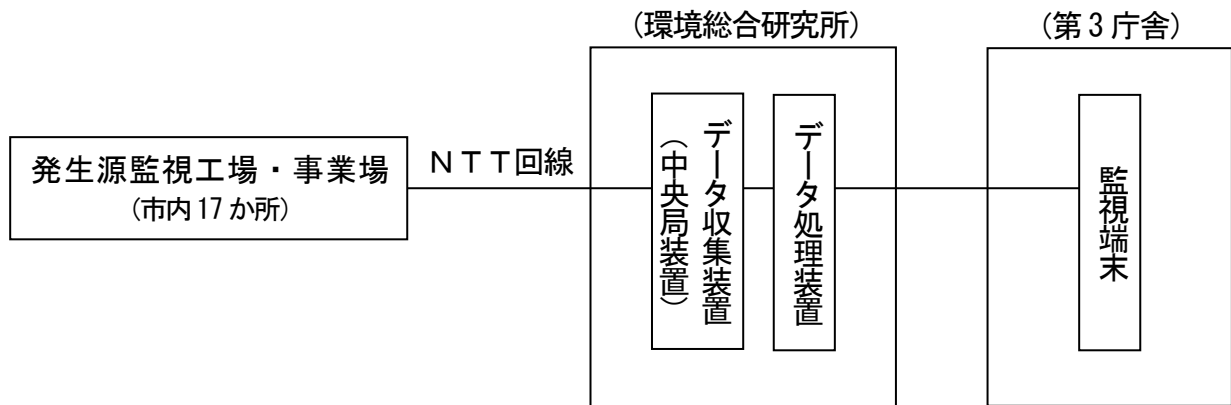 (環境総合研究所)
(第3庁舎)
発生源監視工場・事業場
(市内17か所)
ＮＴＴ回線
データ収集装置
(中央局装置)
データ処理装置
監視端末